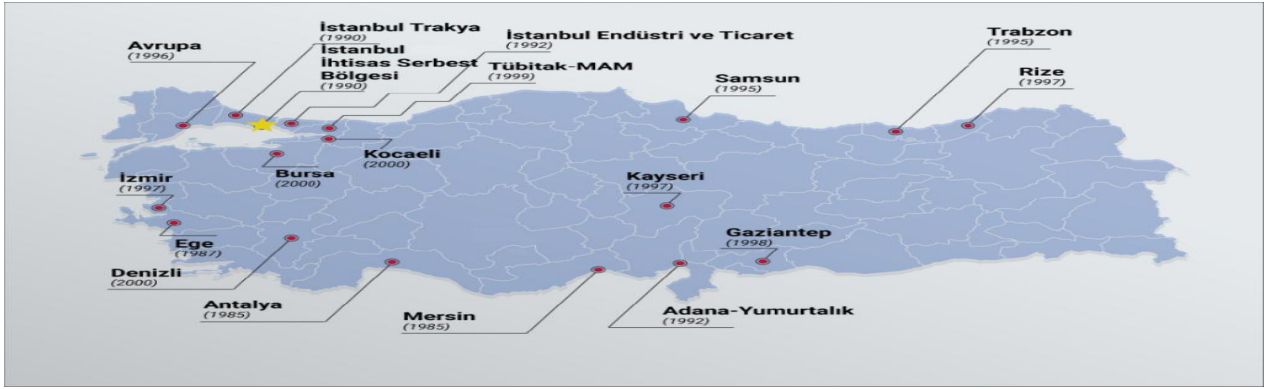 İstanbul Trakya
(1990)
İstanbul Endüstri ve Ticaret
(1992)
Trabzon
(1995)
Avrupa
(1996)
İstanbul
İhtisas Serbest
Bölgesi
(1990)
Tübitak-MAM
(1999)
Samsun
(1995)
Rize
(1997)
Kocaeli
(2000)
Bursa
(2000)
İzmir
(1997)
Kayseri
(1997)
Ege
(1987)
Gaziantep
(1998)
Denizli
(2000)
Antalya
(1985)
Mersin
(1985)
Adana-Yumurtalık
(1992)